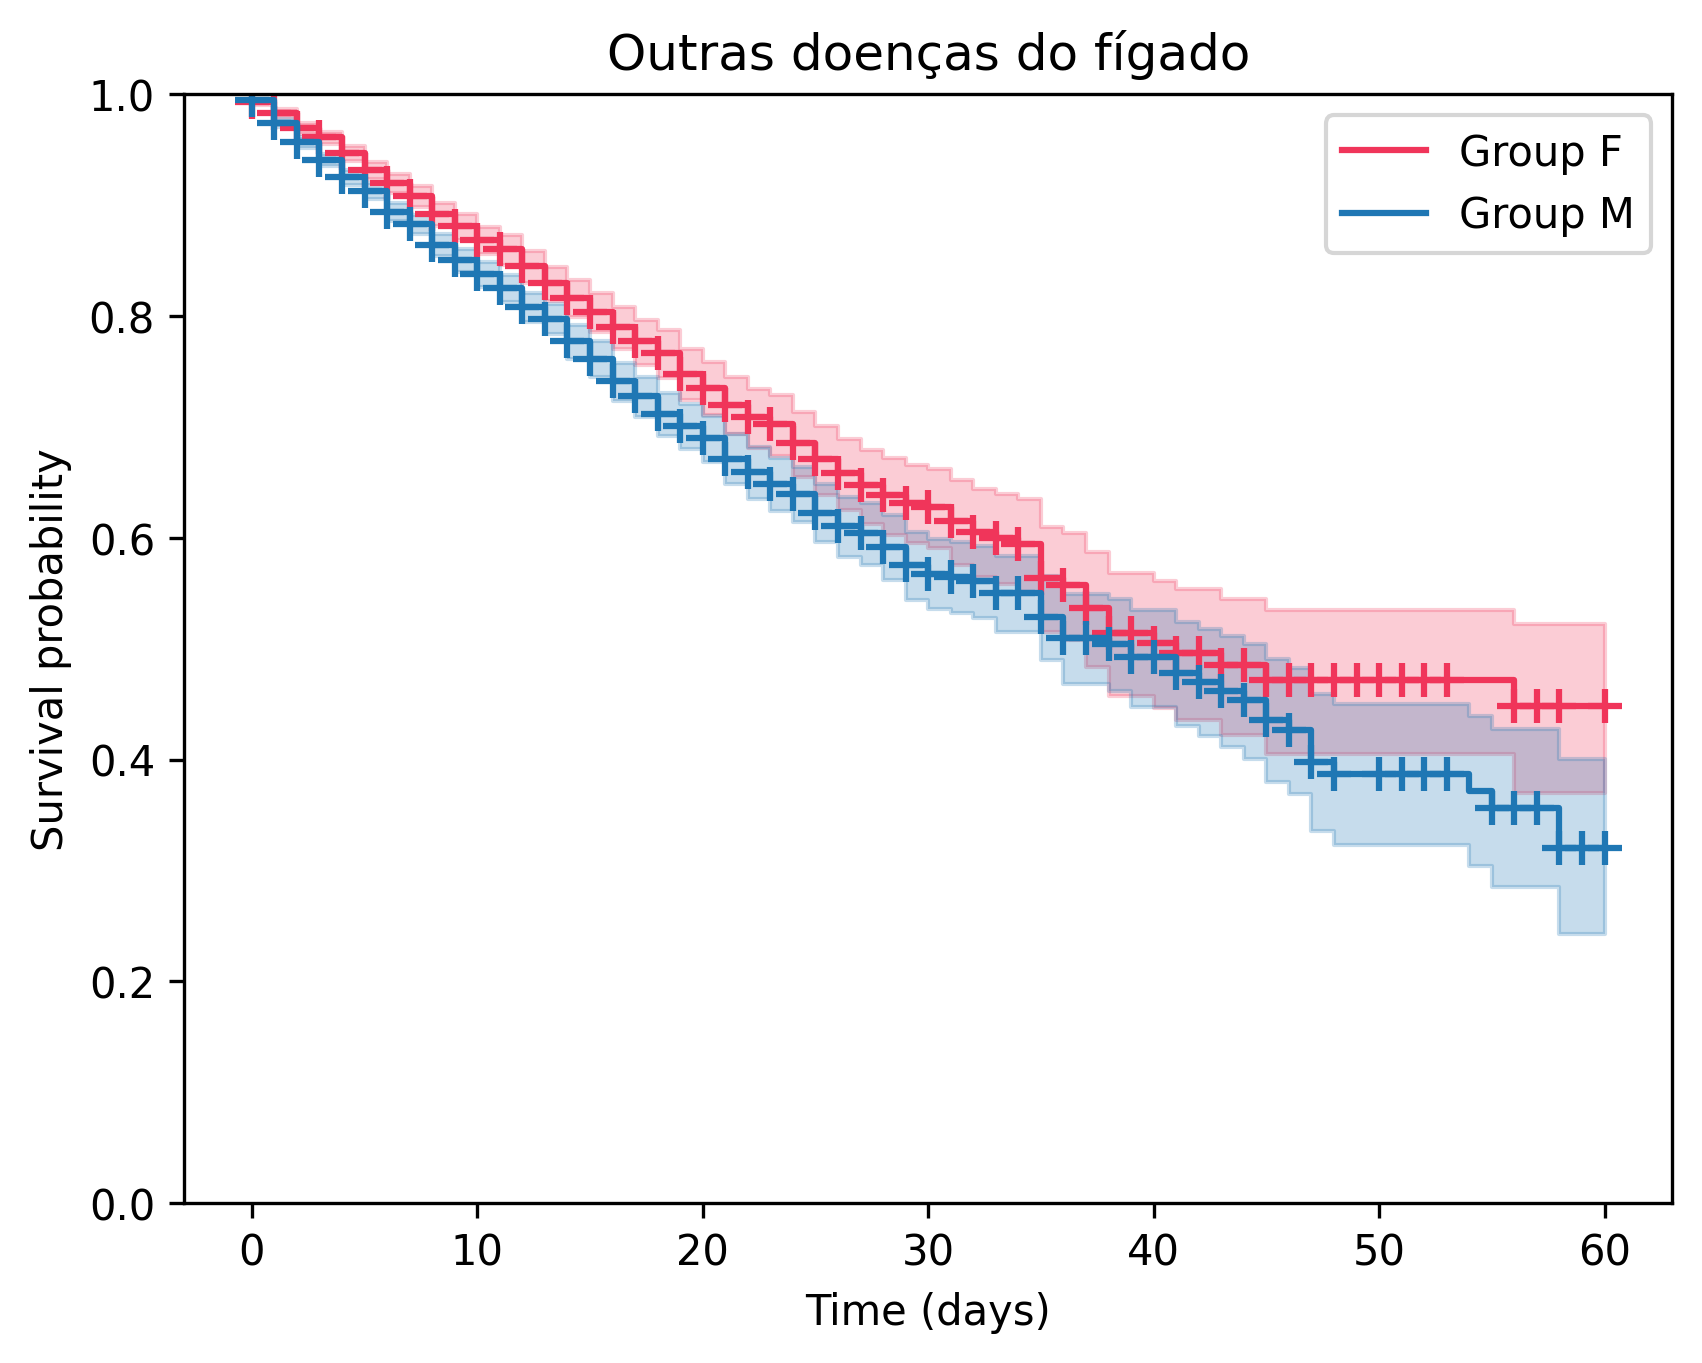 Outras doenças do fígado
Group F
Group M
Survival probability
1.0
0.8
0.6
0.4
0.2
0.0
0 10 20 30 40 50 60
Time (days)